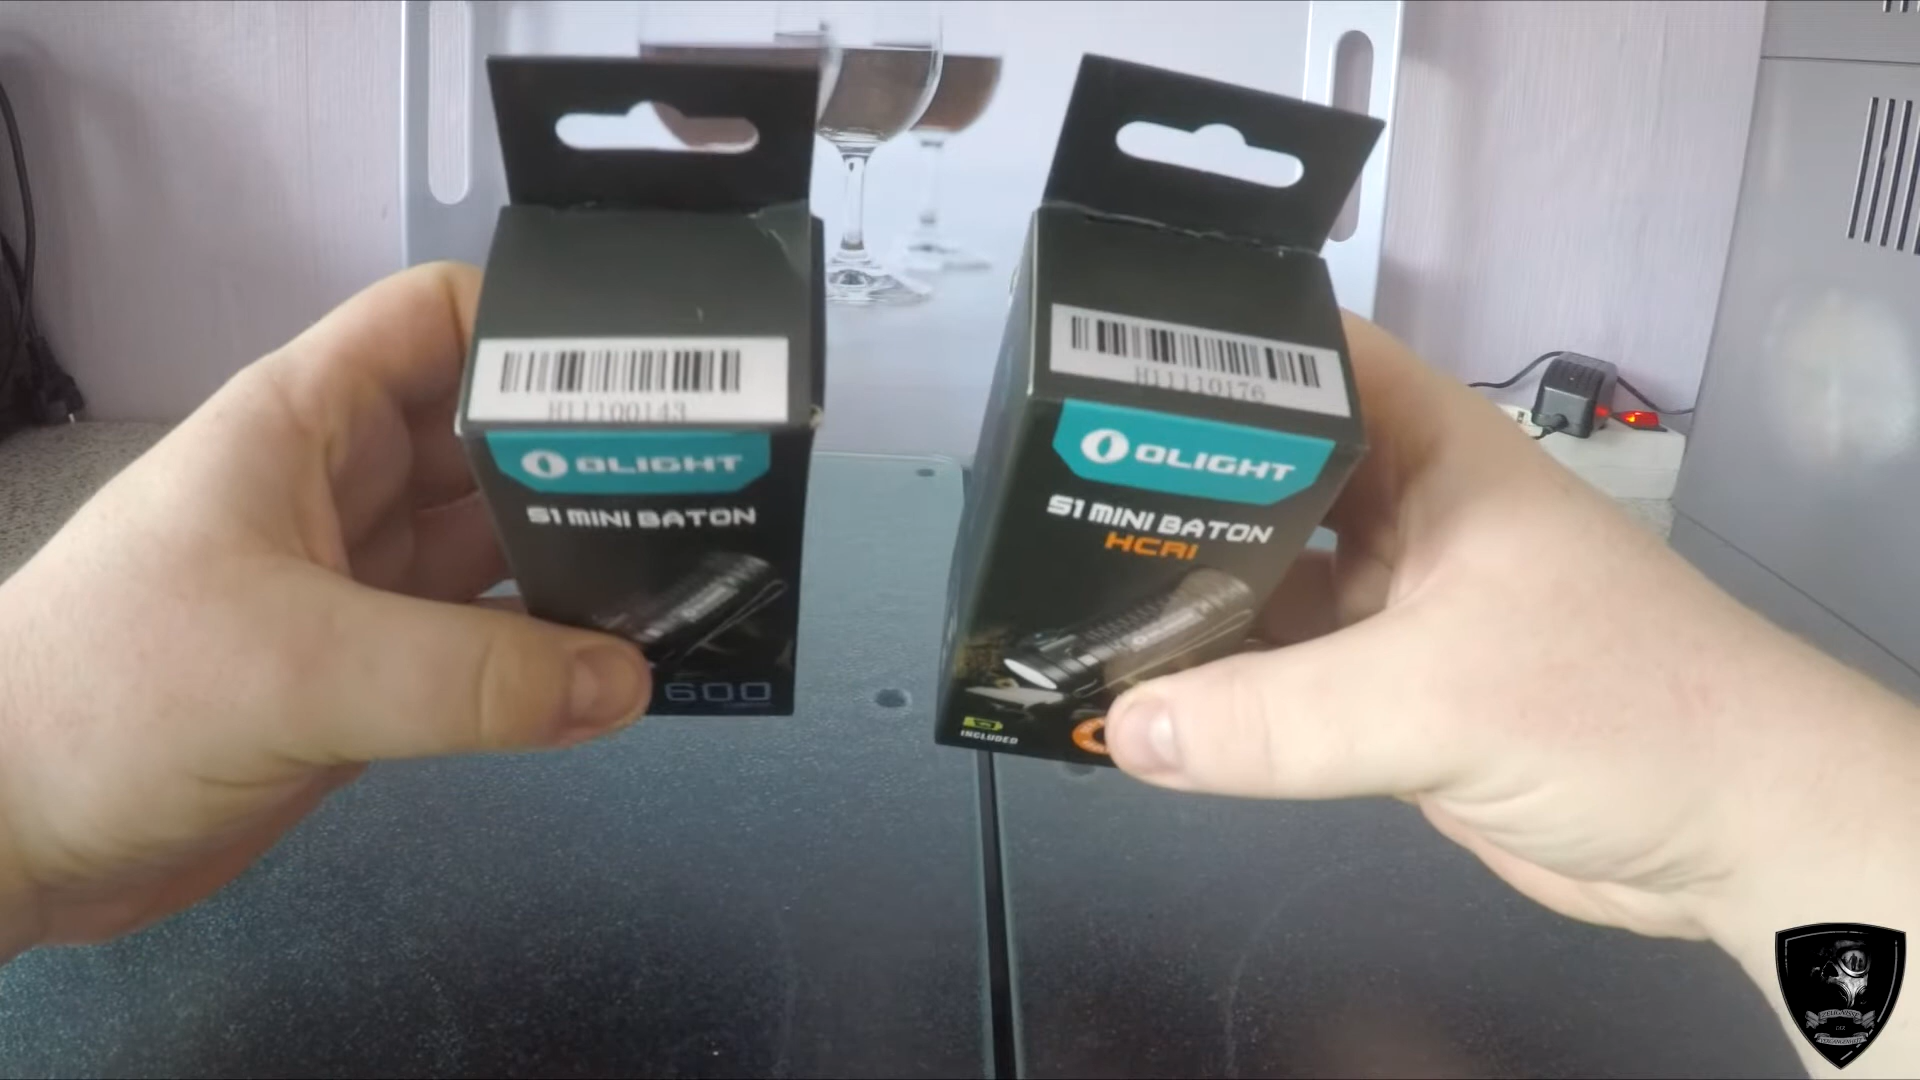 H11100143
OLIGHT
S1 MINI BATON
600
H11110176
OLIGHT
S1 MINI BATON
HCRI
INCLUDED